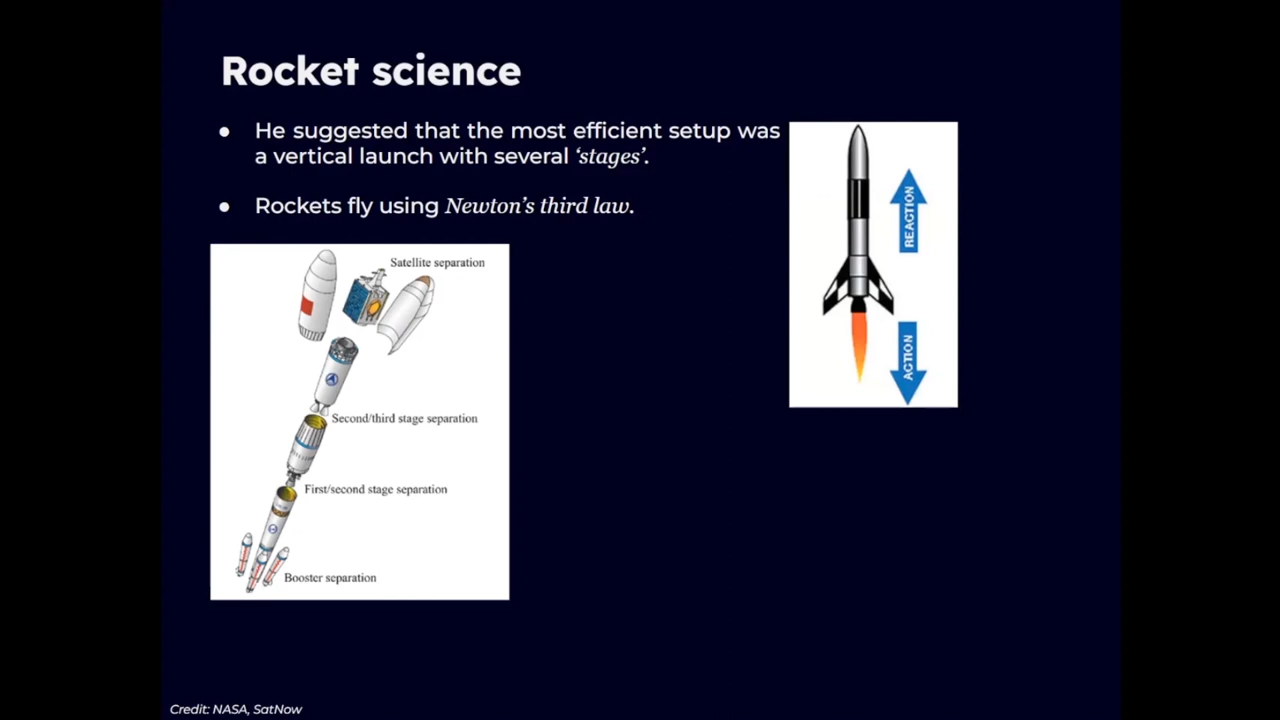 Rocket science
● He suggested that the most efficient setup was
a vertical launch with several ‘stages’.
● Rockets fly using Newton’s third law.
REACTION
ACTION
Satellite separation
Second/third stage separation
First/second stage separation
Booster separation
Credit: NASA, SatNow